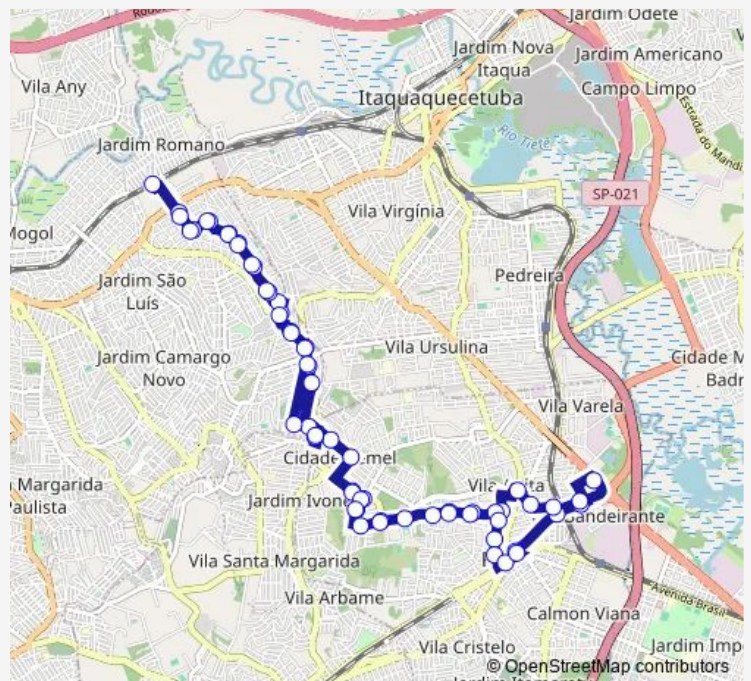 Jardim Odete
Jardim Nova
Itaqua
Jardim Americano
Vila Any
Itaquaquecetuba
Campo Limpo
Estrada do Mandi
Rio Tietê
Jardim Romano
SP-021
Vila Virgínia
Mogol
Pedreira
Jardim São
Luís
Vila Ursulina
Jardim Camargo
Novo
Cidade M
Badr
Vila Varela
Cidade
emel
Margarida
Paulista
Jardim Ivon
Vila
ita
Bandeirante
Vila Santa Margarida
Avenida Brasil
Vila Arbame
Calmon Viana
Vila Cristelo
Jardim Imp
© OpenStreetMap contributors